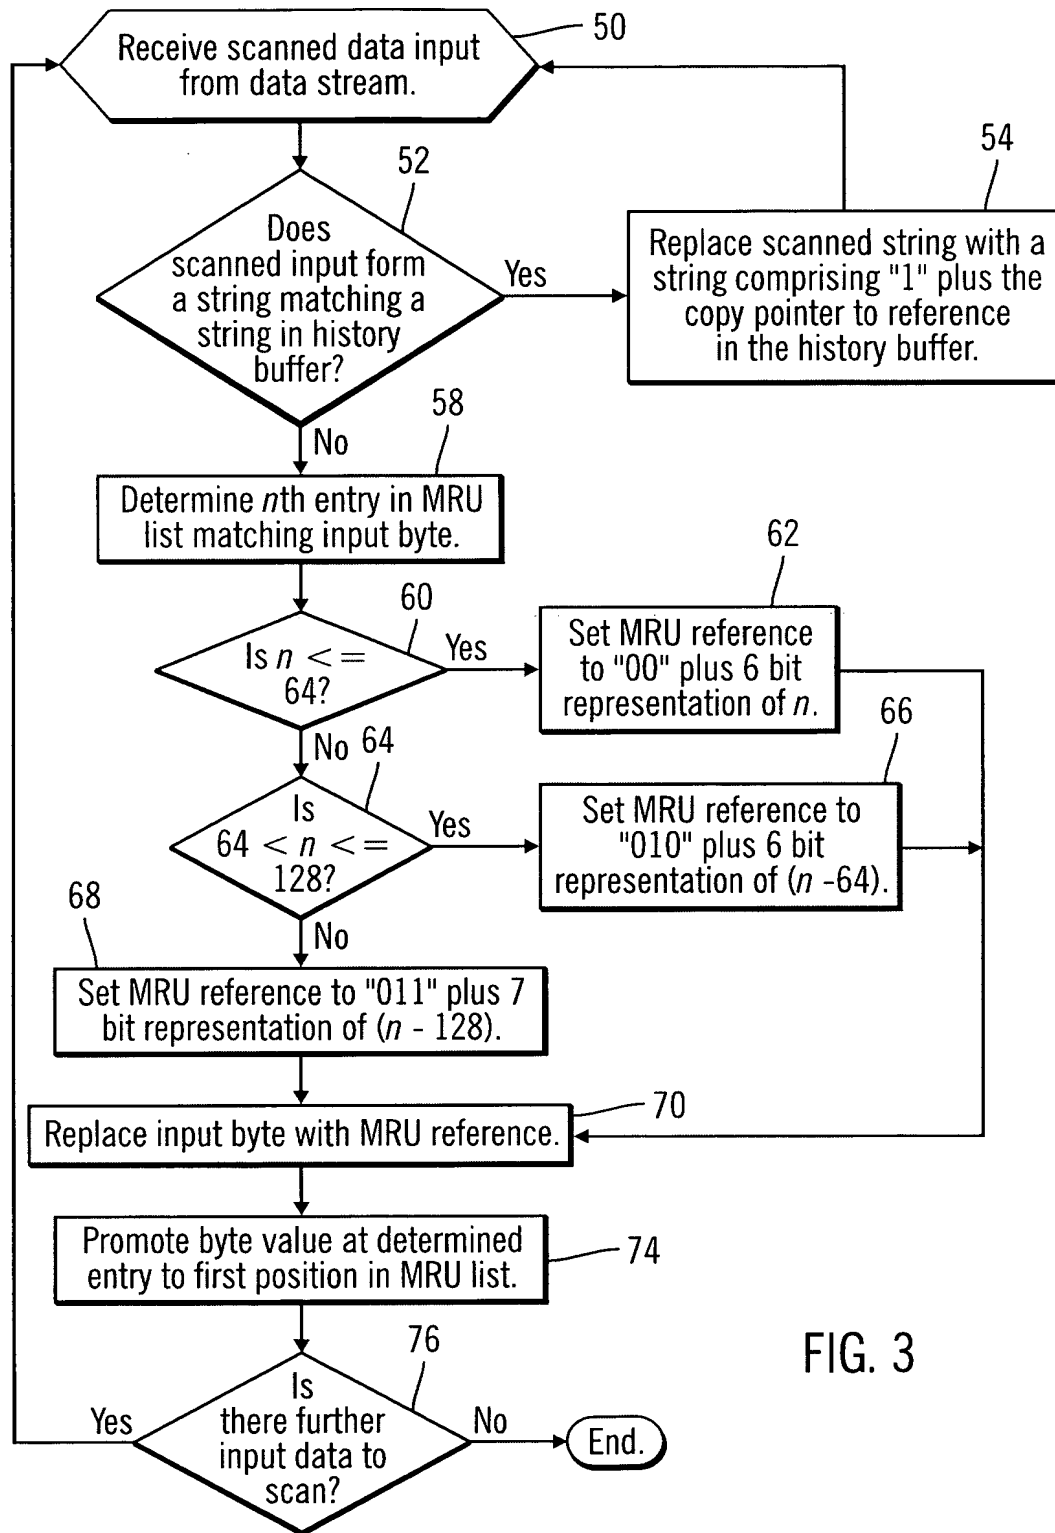 50
Receive scanned data input
from data stream.
52
54
Does
scanned input form
a string matching a
string in history
buffer?
Yes
Replace scanned string with a
string comprising "1" plus the
copy pointer to reference
in the history buffer.
58
No
Determine nth entry in MRU
list matching input byte.
62
60
Is n < =
64?
Yes
Set MRU reference
to "00" plus 6 bit
representation of n.
66
No
64
Is
64 < n < =
128?
Yes
Set MRU reference to
"010" plus 6 bit
representation of (n -64).
68
No
Set MRU reference to "011" plus 7
bit representation of (n - 128).
70
Replace input byte with MRU reference.
Promote byte value at determined
entry to first position in MRU list.
74
76
FIG. 3
Is
there further
input data to
scan?
Yes
No
End.